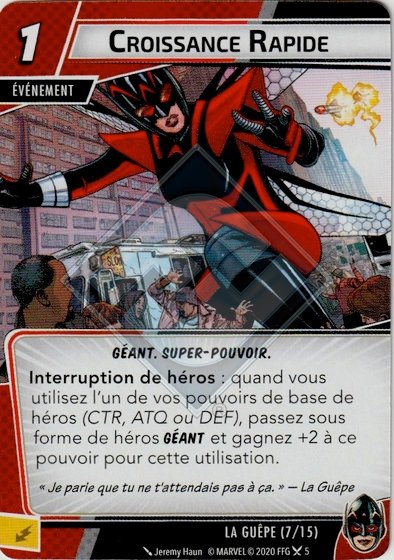 1
CROISSANCE RAPIDE
ÉVÉNEMENT
GÉANT. SUPER-POUVOIR.
Interruption de héros : quand vous
utilisez l'un de vos pouvoirs de base de
héros (CTR, ATQ ou DÉF), passez sous
forme de héros GÉANT et gagnez +2 à ce
pouvoir pour cette utilisation.
« Je parie que tu ne t'attendais pas à ça. » — La Guêpe
LA GUÊPE (7/15)
Jeremy Haun © MARVEL © 2020 FFG 5